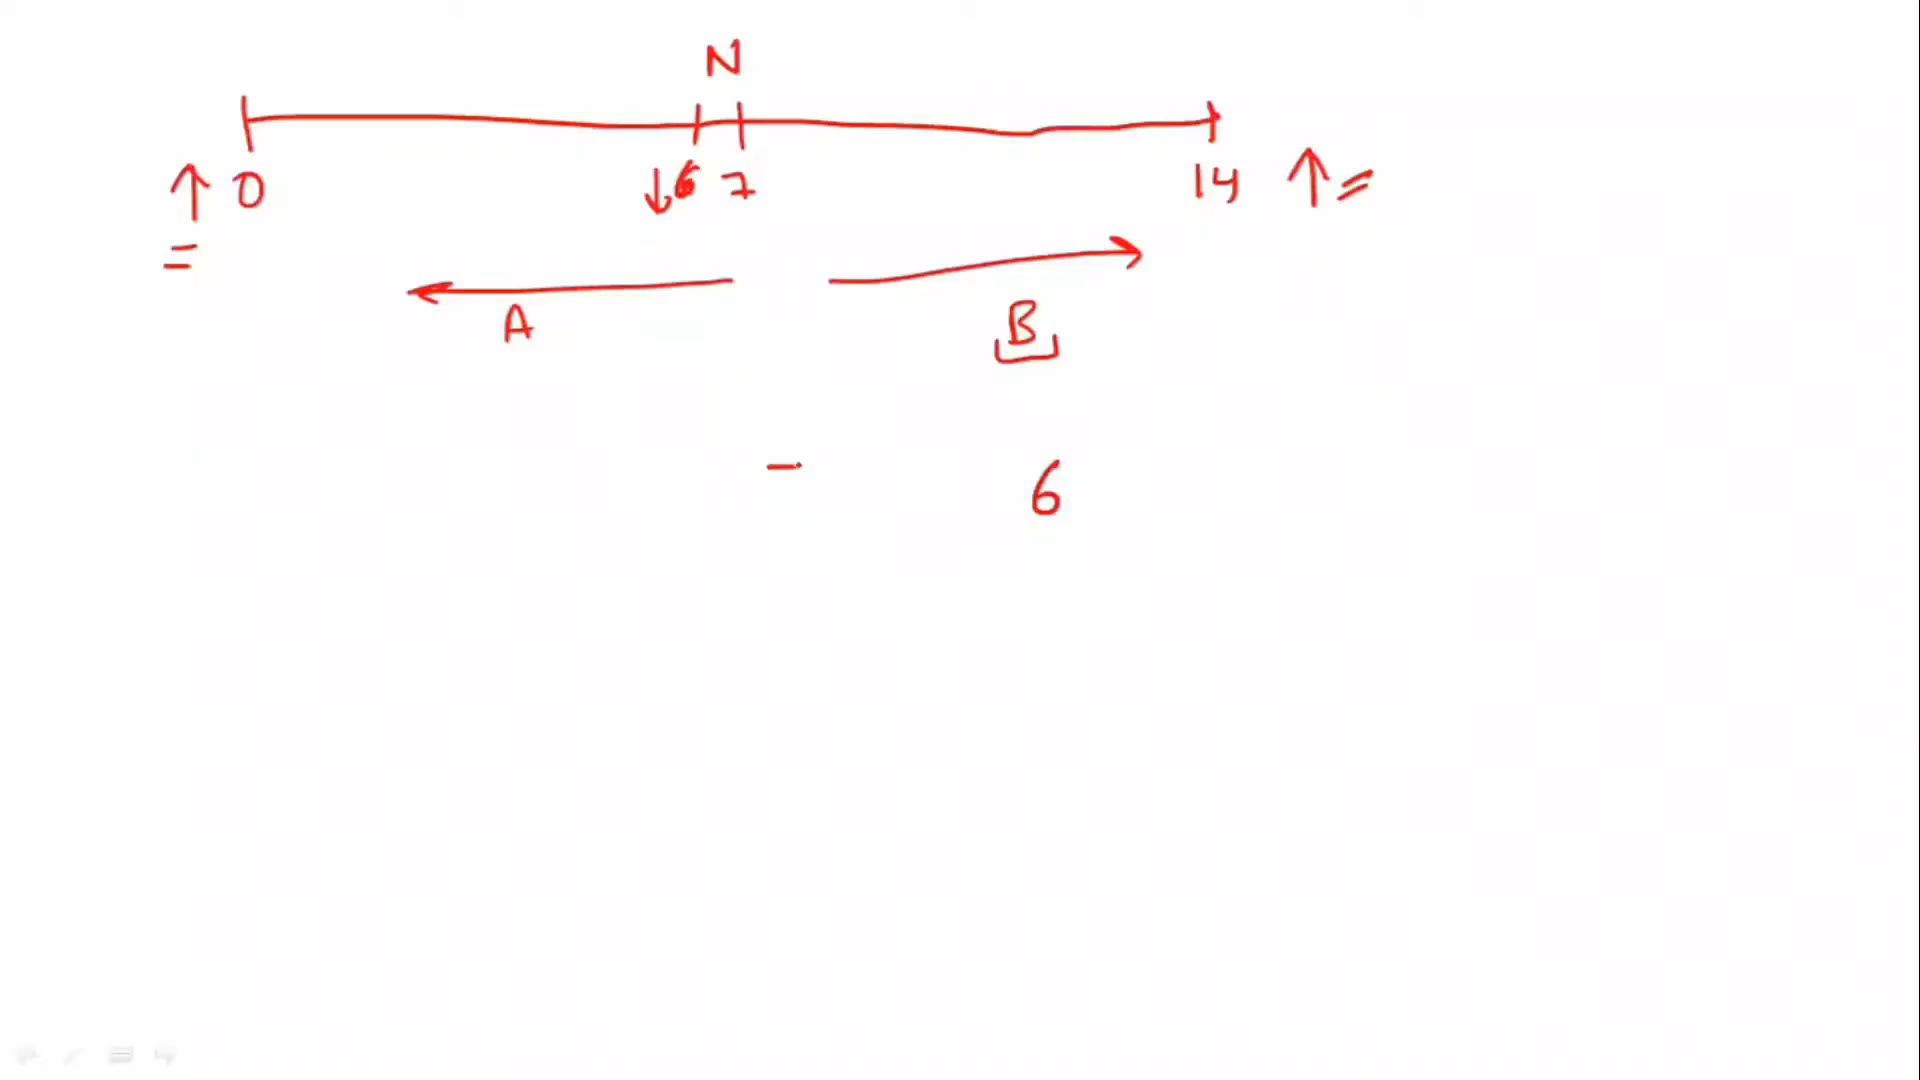 N
↑ 0 ↓6 7 14 ↑ =
=
A B
- 6